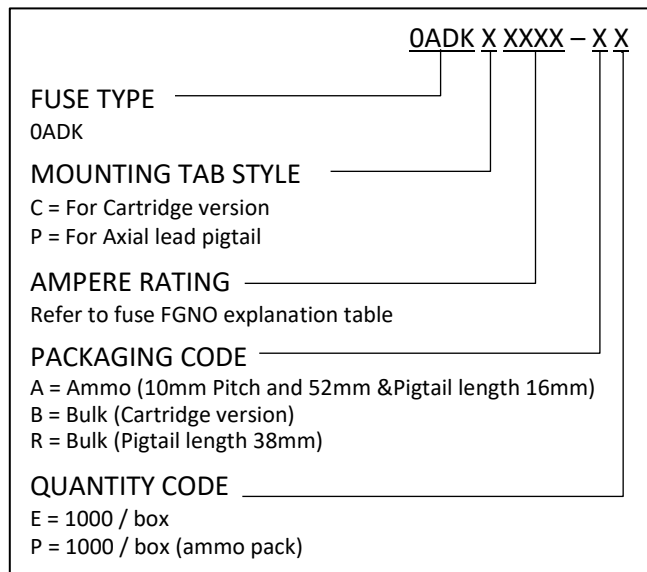 0ADK X XXXX – X X
FUSE TYPE
0ADK
MOUNTING TAB STYLE
C = For Cartridge version
P = For Axial lead pigtail
AMPERE RATING
Refer to fuse FGNO explanation table
PACKAGING CODE
A = Ammo (10mm Pitch and 52mm &Pigtail length 16mm)
B = Bulk (Cartridge version)
R = Bulk (Pigtail length 38mm)
QUANTITY CODE
E = 1000 / box
P = 1000 / box (ammo pack)